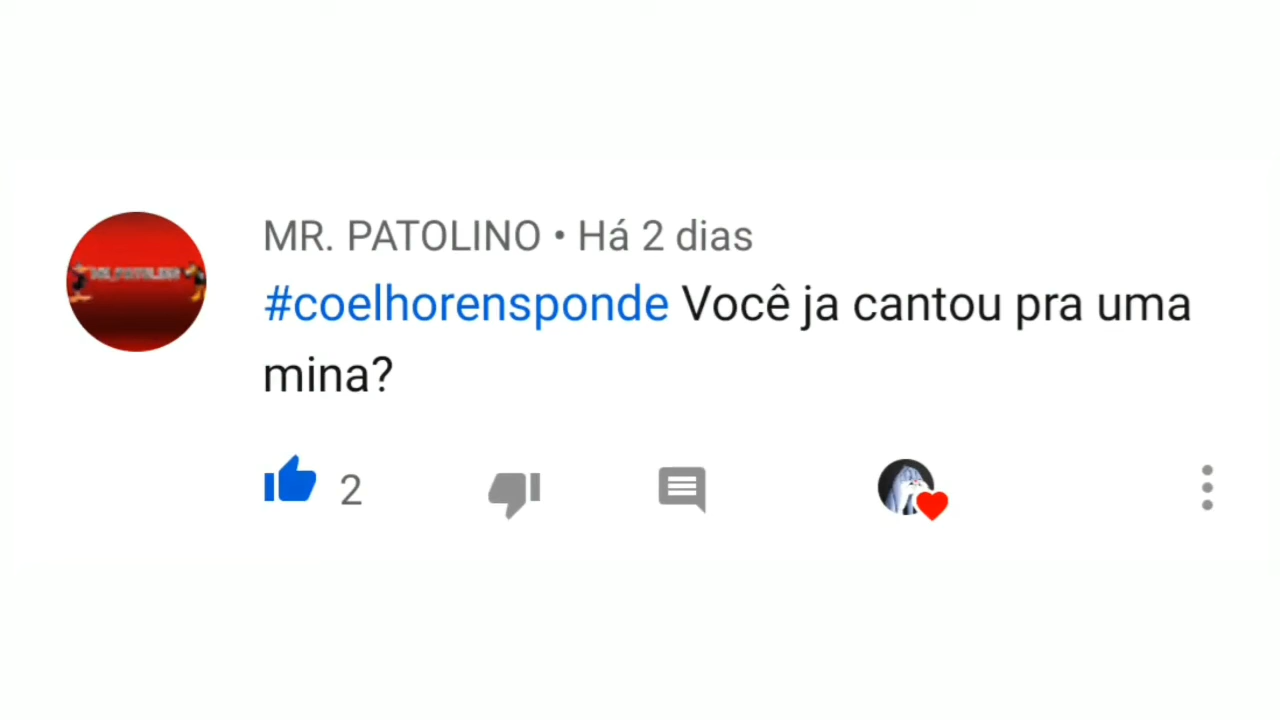 MR. PATOLINO • Há 2 dias
#coelhorensponde Você ja cantou pra uma
mina?
2